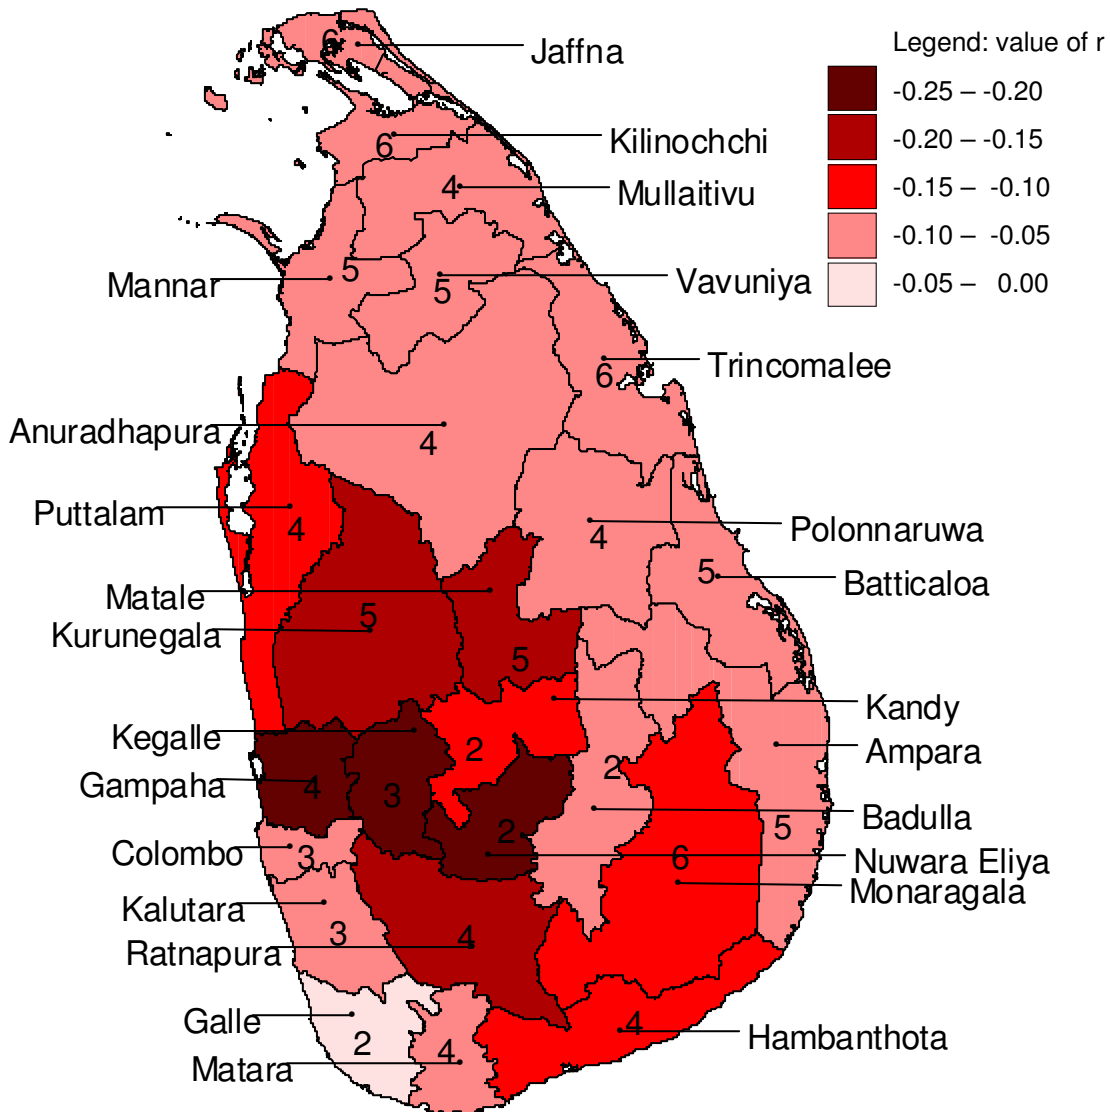 Legend: value of r
-0.25 – -0.20
-0.20 – -0.15
-0.15 – -0.10
-0.10 – -0.05
-0.05 – 0.00
6 Jaffna
6 Kilinochchi
4 Mullaitivu
Mannar 5
5 Vavuniya
6 Trincomalee
Anuradhapura 4
Puttalam 4
4 Polonnaruwa
5 Batticaloa
Matale 5
Kurunegala 5
2 Kandy
Kegalle 3
5 Ampara
Gampaha 4
2 Badulla
Colombo 3
2 Nuwara Eliya
6 Monaragala
Kalutara 3
Ratnapura 4
Galle 2
4 Hambanthota
Matara 4